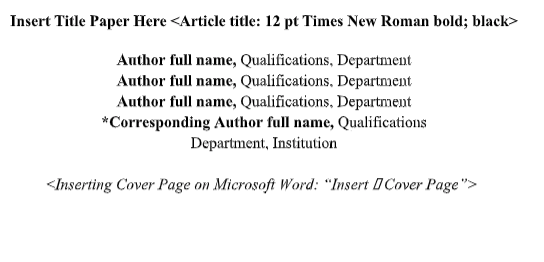 Insert Title Paper Here <Article title: 12 pt Times New Roman bold; black>
Author full name, Qualifications, Department
Author full name, Qualifications, Department
Author full name, Qualifications, Department
*Corresponding Author full name, Qualifications
Department, Institution
<Inserting Cover Page on Microsoft Word: “Insert ▯ Cover Page”>